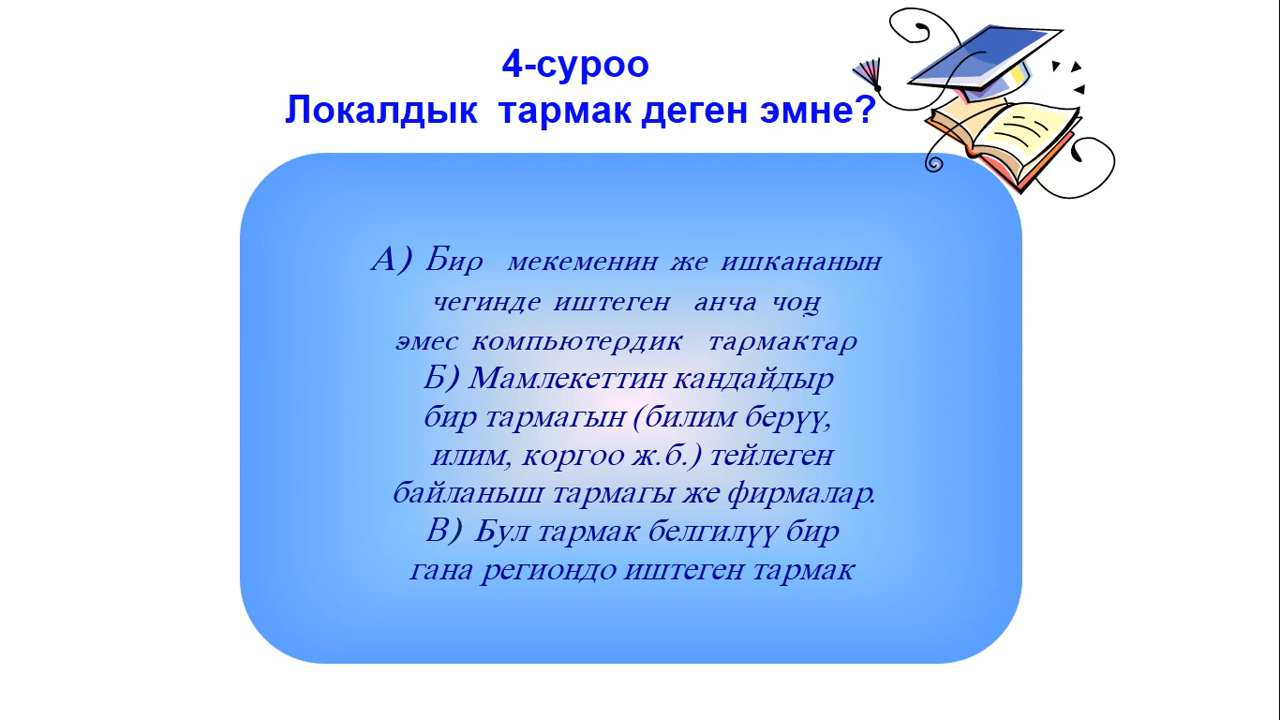 4-суроо
Локалдык тармак деген эмне?
А) Бир мекеменин же ишкананын
чегинде иштеген анча чоң
эмес компьютердик тармактар
Б) Мамлекеттин кандайдыр
бир тармагын (билим берүү,
илим, коргоо ж.б.) тейлеген
байланыш тармагы же фирмалар.
В) Бул тармак белгилүү бир
гана региондо иштеген тармак